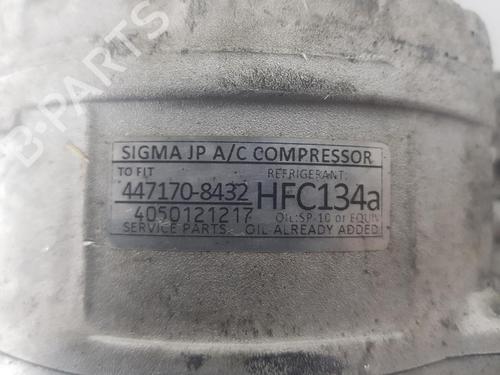 B-PARTS
SIGMA JP A/C COMPRESSOR
TO FIT REFRIGERANT:
447170-8432 HFC134a
4050121217 OIL:SP-10 or EQUIV
SERVICE PARTS OIL ALREADY ADDED